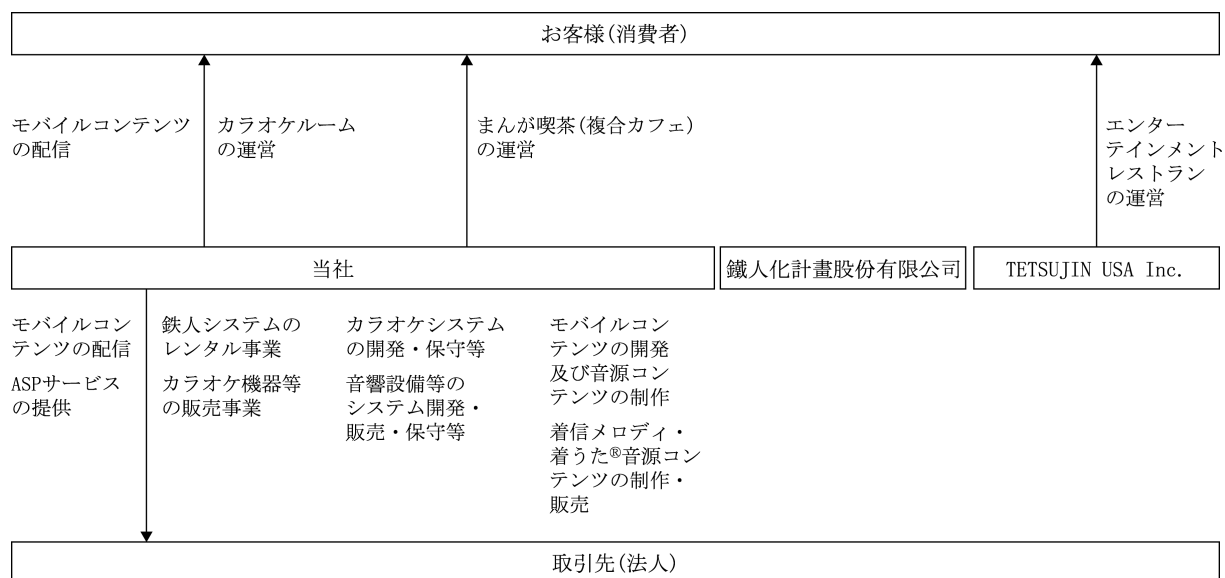 お客様(消費者)
モバイルコンテンツ
の配信
カラオケルーム
の運営
まんが喫茶(複合カフェ)
の運営
エンター
テインメント
レストラン
の運営
当社
鐵人化計畫股份有限公司
TETSUJIN USA Inc.
モバイルコン
テンツの配信
ASPサービス
の提供
鉄人システムの
レンタル事業
カラオケ機器等
の販売事業
カラオケシステム
の開発・保守等
音響設備等の
システム開発・
販売・保守等
モバイルコン
テンツの開発
及び音源コン
テンツの制作
着信メロディ・
着うた®音源コン
テンツの制作・
販売
取引先(法人)